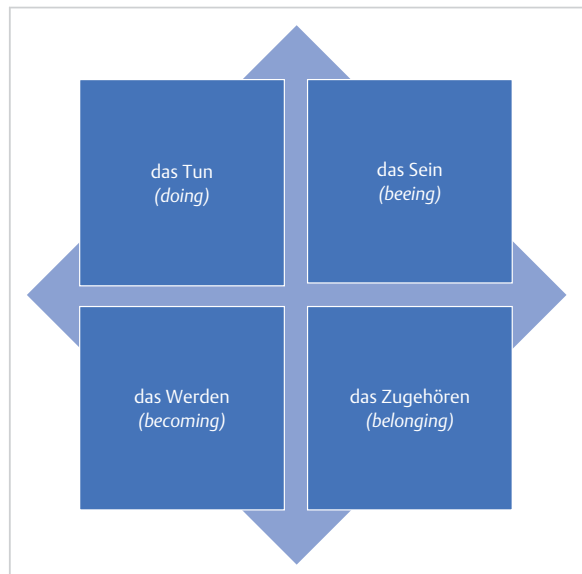 das Tun
(doing)
das Sein
(beeing)
das Werden
(becoming)
das Zugehören
(belonging)